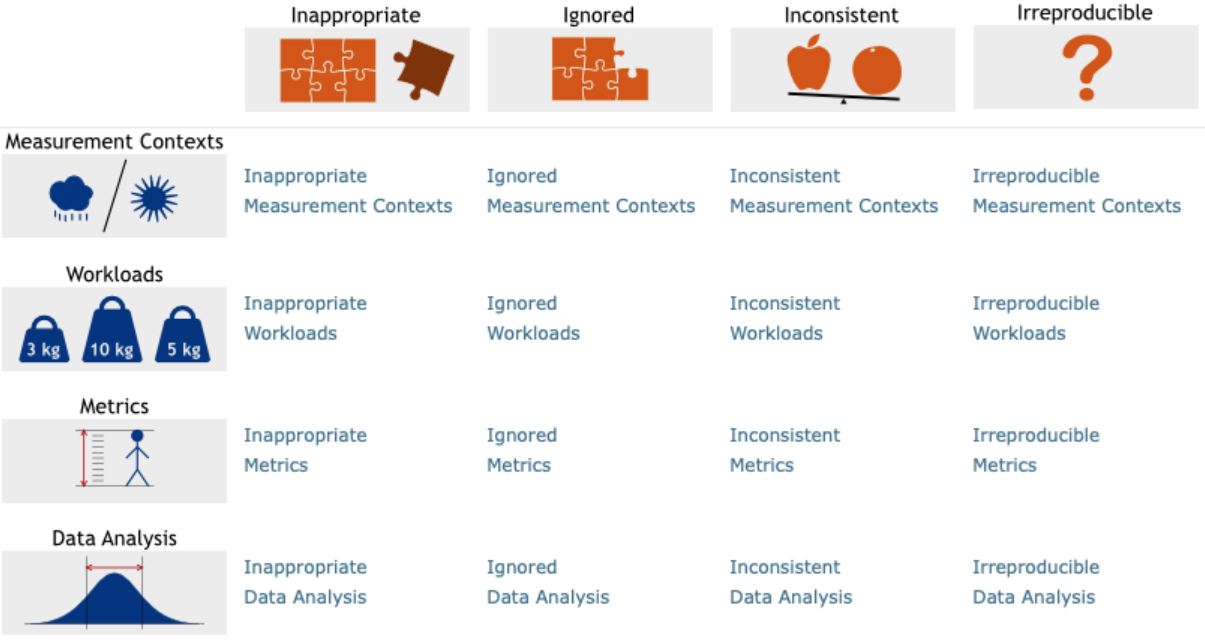 Inappropriate
Ignored
Inconsistent
Irreproducible
Measurement Contexts
Inappropriate
Measurement Contexts
Ignored
Measurement Contexts
Inconsistent
Measurement Contexts
Irreproducible
Measurement Contexts
Workloads
3 kg
10 kg
5 kg
Inappropriate
Workloads
Ignored
Workloads
Inconsistent
Workloads
Irreproducible
Workloads
Metrics
Inappropriate
Metrics
Ignored
Metrics
Inconsistent
Metrics
Irreproducible
Metrics
Data Analysis
Inappropriate
Data Analysis
Ignored
Data Analysis
Inconsistent
Data Analysis
Irreproducible
Data Analysis